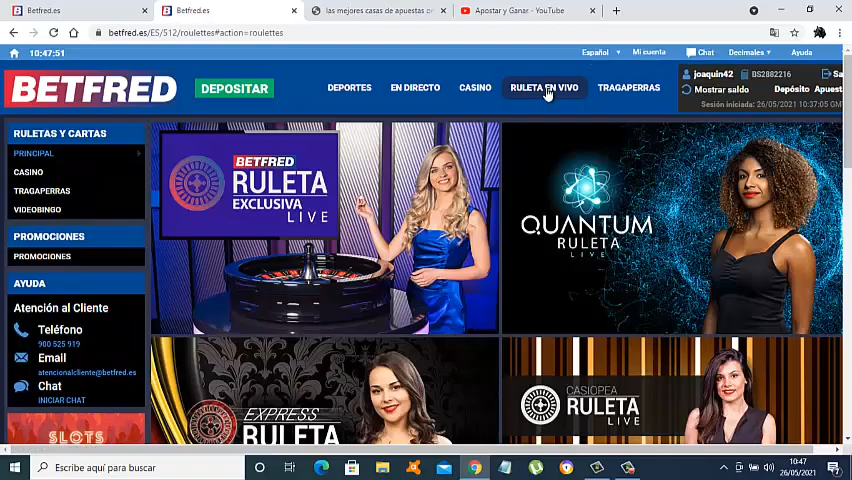 Betfred.es
Betfred.es
las mejores casas de apuestas de
Apostar y Ganar - YouTube
betfred.es/ES/512/roulettes#action=roulettes
10:47:51
Español
Mi cuenta
Chat
Decimales
Ayuda
BETFRED
DEPOSITAR
DEPORTES
EN DIRECTO
CASINO
RULETA EN VIVO
TRAGAPERRAS
joaquin42
BS2882216
Sa
Mostrar saldo
Depósito
Apuest
Sesión iniciada: 26/05/2021 10:37:05 GM
RULETAS Y CARTAS
PRINCIPAL
CASINO
TRAGAPERRAS
VIDEOBINGO
PROMOCIONES
PROMOCIONES
AYUDA
Atención al Cliente
Teléfono
900 525 919
Email
atencionalcliente@betfred.es
Chat
INICIAR CHAT
SLOTS
BETFRED
RULETA
EXCLUSIVA
LIVE
QUANTUM
RULETA
LIVE
EXPRESS
RULETA
CASIOPEA
RULETA
LIVE
Escribe aquí para buscar
10:47
26/05/2021